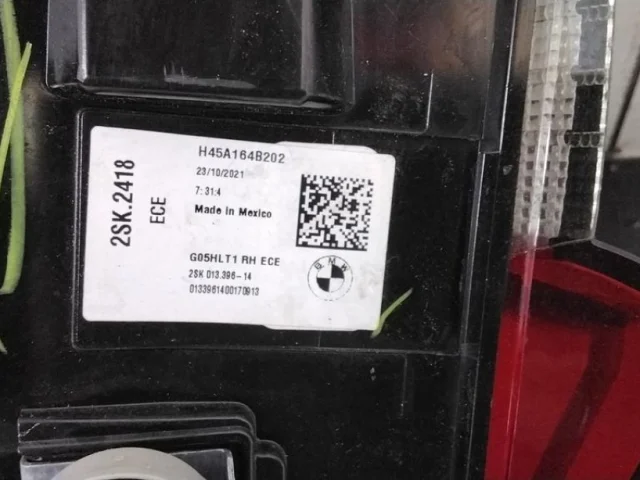 2SK.2418
ECE
H45A164B202
23/10/2021
7:31:4
Made in Mexico
G05HLT1 RH ECE
2SK 013.396-14
0133961400170913
BMW